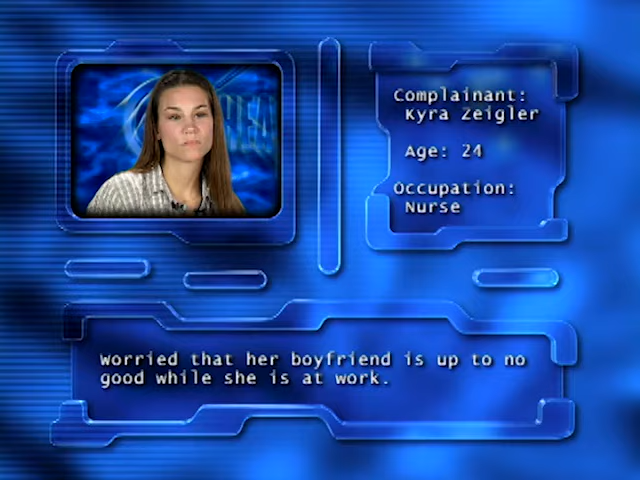 HEA
Complainant:
Kyra Zeigler
Age: 24
Occupation:
Nurse
Worried that her boyfriend is up to no
good while she is at work.